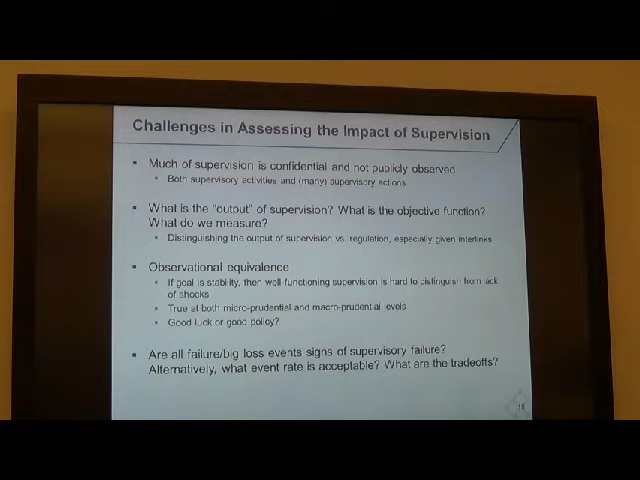 Challenges in Assessing the Impact of Supervision
Much of supervision is confidential and not publicly observed
Both supervisory activities and (many) supervisory actions
What is the "output" of supervision? What is the objective function?
What do we measure?
Distinguishing the output of supervision vs. regulation, especially given interlinks
Observational equivalence
If goal is stability, then well-functioning supervision is hard to distinguish from lack
of shocks
True at both micro-prudential and macro-prudential levels
Good luck or good policy?
Are all failure/big loss events signs of supervisory failure?
Alternatively, what event rate is acceptable? What are the tradeoffs?